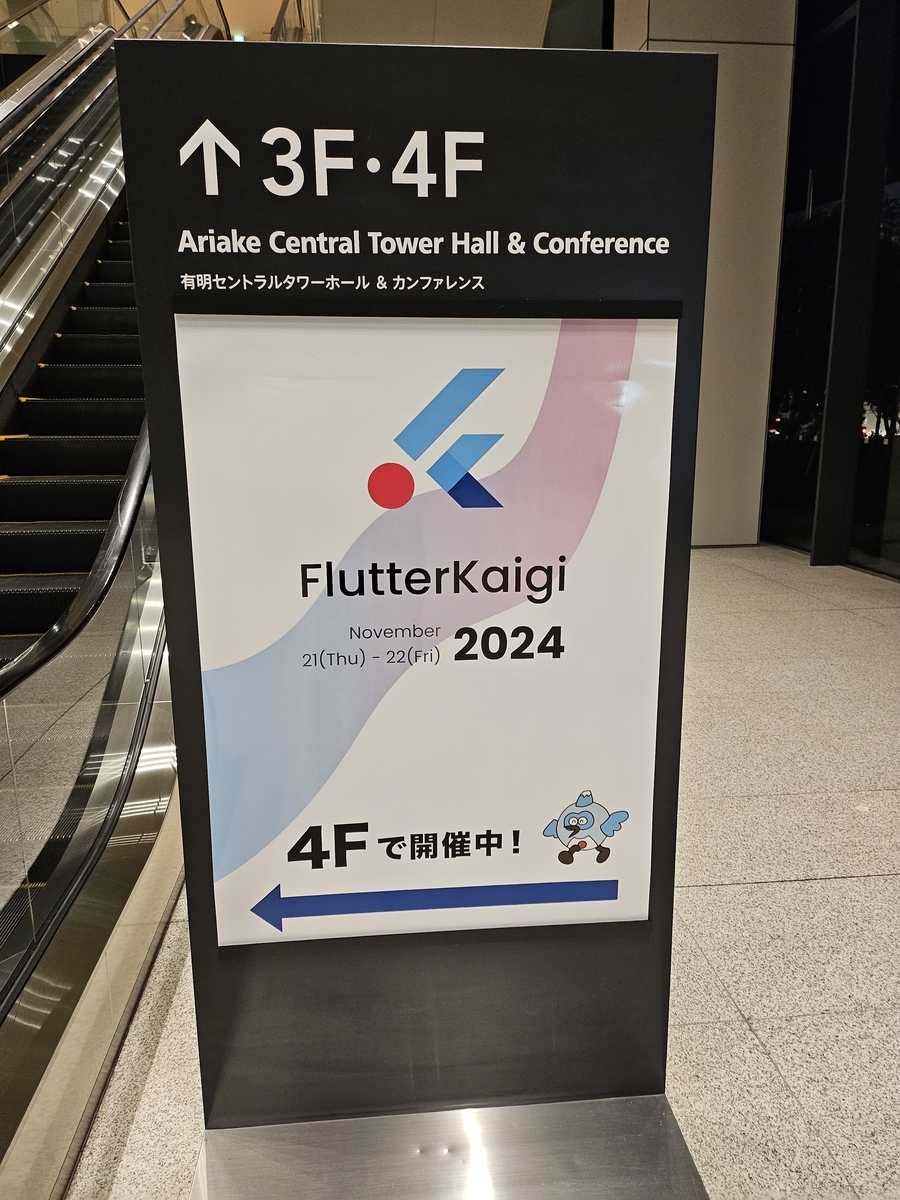 ↑ 3F・4F
Ariake Central Tower Hall & Conference
有明セントラルタワーホール & カンファレンス
FlutterKaigi
November
21(Thu) - 22(Fri) 2024
4Fで開催中!